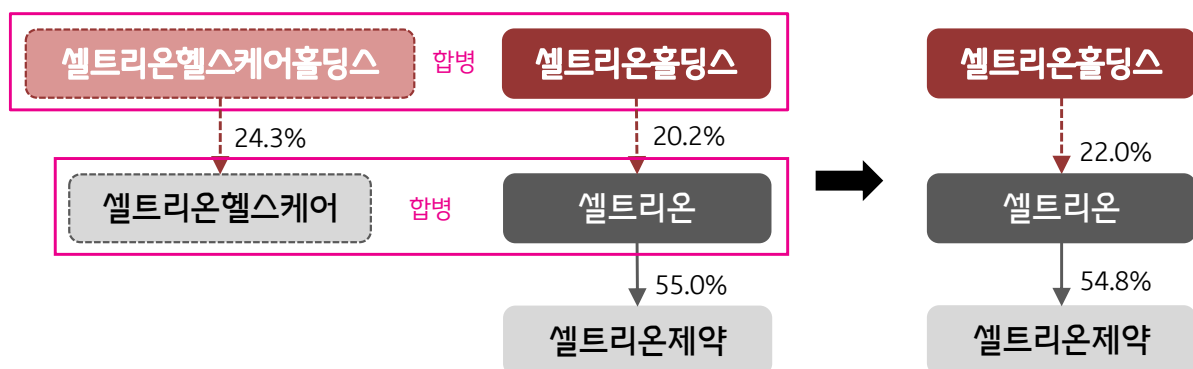 셀트리온헬스케어홀딩스 합병 셀트리온홀딩스 셀트리온홀딩스
24.3% 20.2% 22.0%
셀트리온헬스케어 합병 셀트리온 셀트리온
55.0% 54.8%
셀트리온제약 셀트리온제약